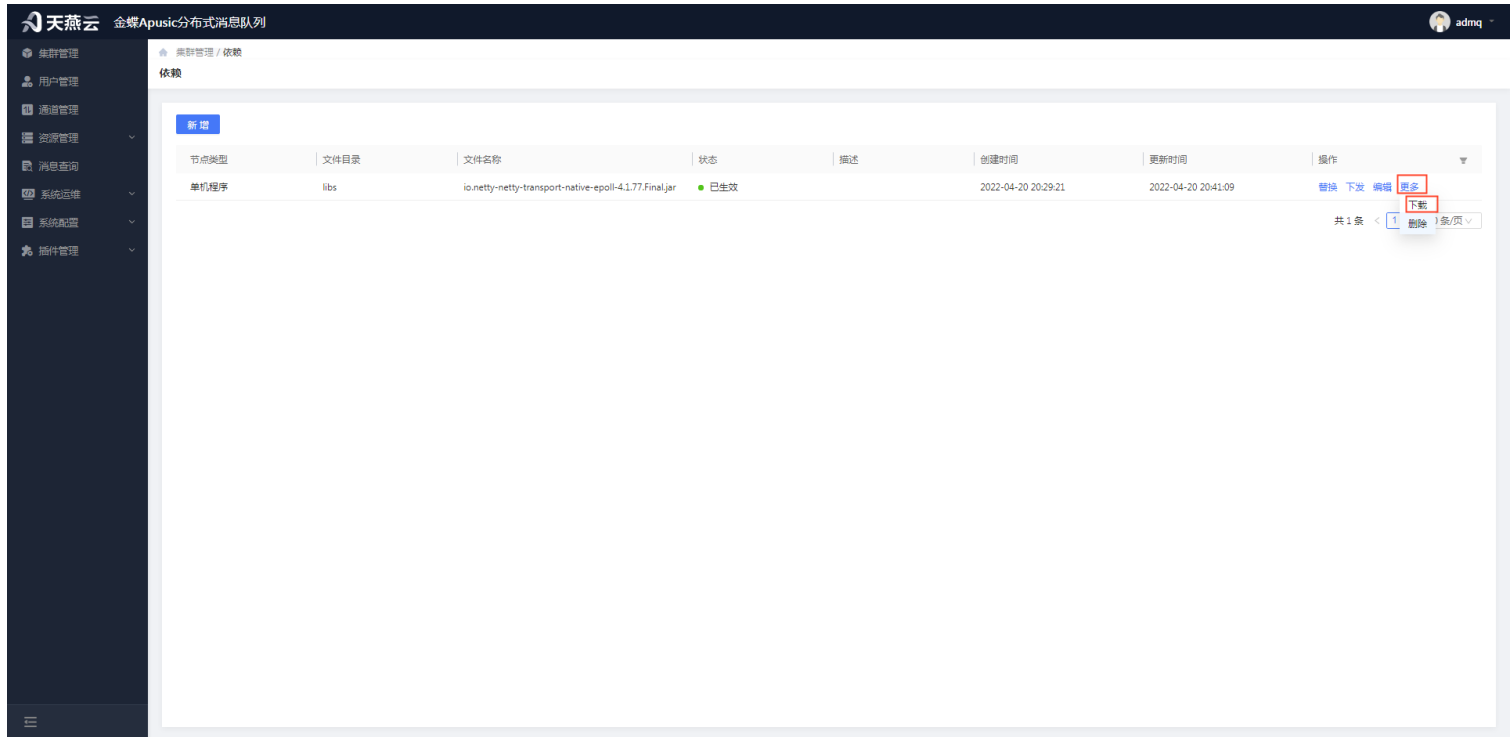 天燕云 金蝶Apusic分布式消息队列
admq
集群管理
用户管理
通道管理
资源管理
消息查询
系统运维
系统配置
插件管理
集群管理 / 依赖
依赖
新 增
节点类型 文件目录 文件名称 状态 描述 创建时间 更新时间 操作
单机程序 libs io.netty-netty-transport-native-epoll-4.1.77.Final.jar 已生效 2022-04-20 20:29:21 2022-04-20 20:41:09 替换 下发 编辑 更多
下载
删除
共 1 条 < 1 0 条/页